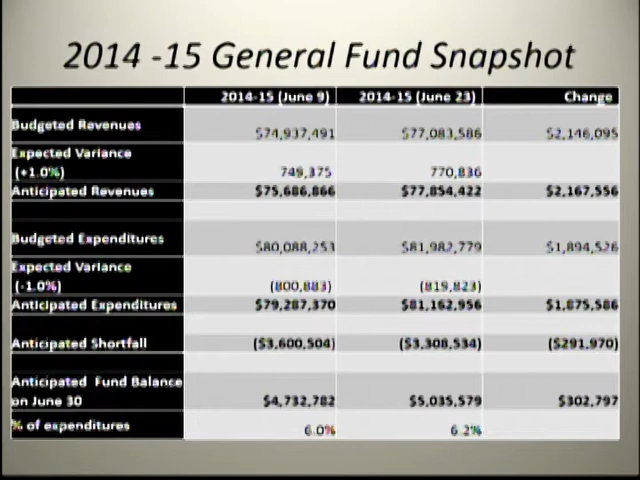 2014 -15 General Fund Snapshot
2014-15 (June 9) 2014-15 (June 23) Change
Budgeted Revenues $74,937,491 $77,083,586 $2,146,095
Expected Variance
(+1.0%) 749,375 770,836
Anticipated Revenues $75,686,866 $77,854,422 $2,167,556
Budgeted Expenditures $80,088,253 $81,982,779 $1,894,526
Expected Variance
(-1.0%) (800,883) (819,823)
Anticipated Expenditures $79,287,370 $81,162,956 $1,875,586
Anticipated Shortfall ($3,600,504) ($3,308,534) ($291,970)
Anticipated Fund Balance
on June 30 $4,732,782 $5,035,579 $302,797
% of expenditures 6.0% 6.2%